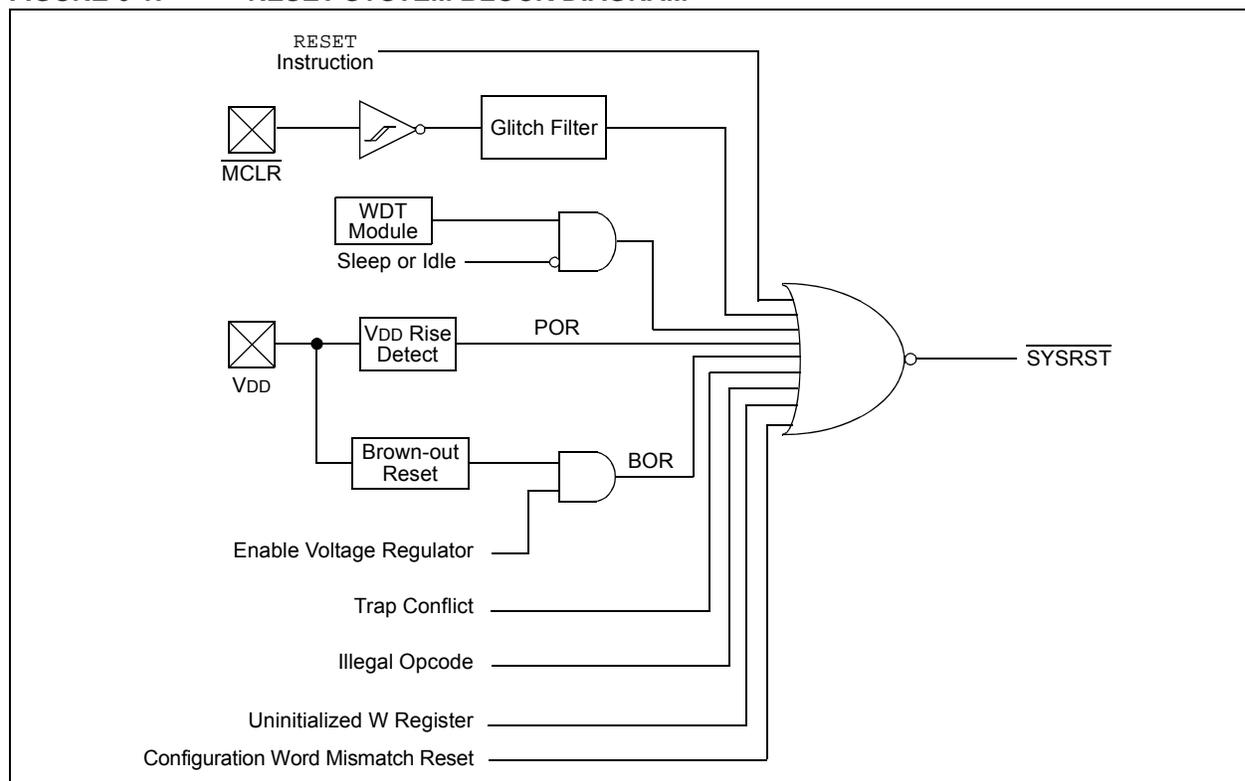 RESET
Instruction
Glitch Filter
MCLR
WDT
Module
Sleep or Idle
VDD Rise
Detect
POR
VDD
SYSRST
Brown-out
Reset
BOR
Enable Voltage Regulator
Trap Conflict
Illegal Opcode
Uninitialized W Register
Configuration Word Mismatch Reset